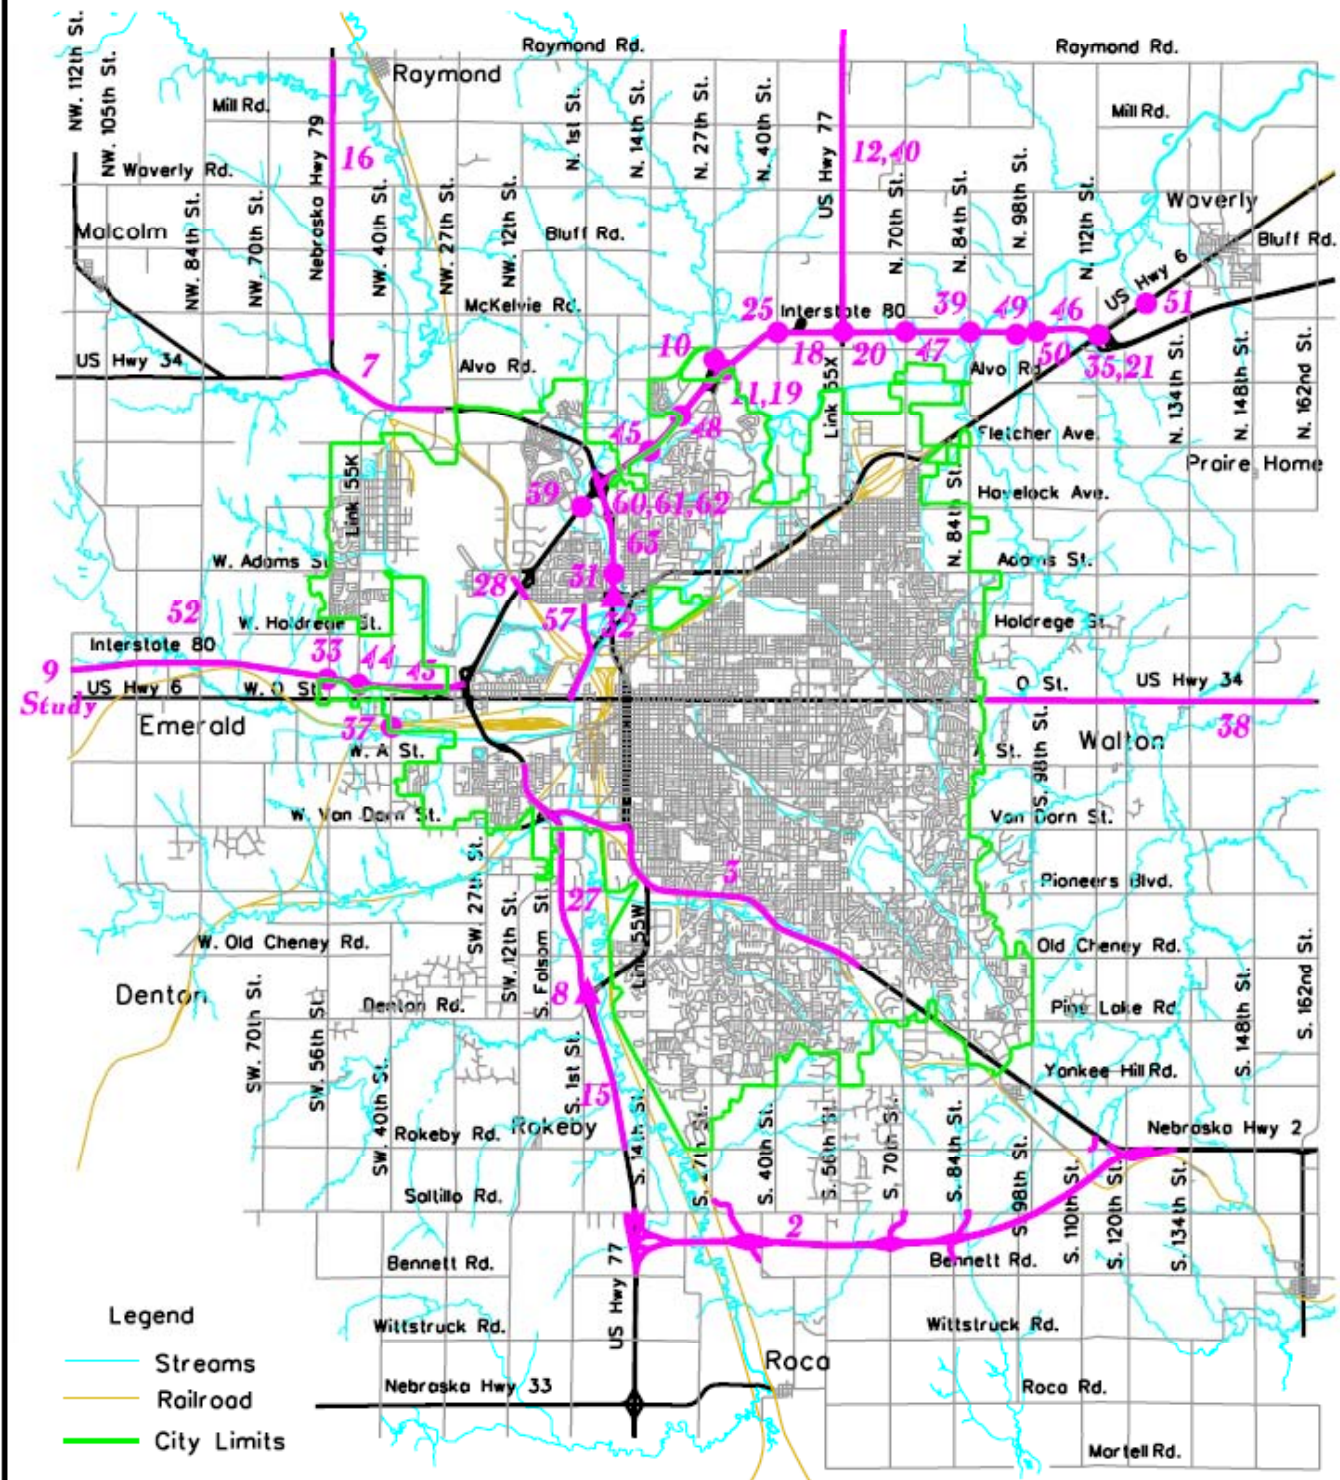 Raymond Rd.
Raymond Rd.
Raymond
NW. 112th St.
NW. 105th St.
Mill Rd.
Nebraska Hwy 79
16
N. 1st St.
N. 14th St.
N. 27th St.
N. 40th St.
US Hwy 77
12,40
Mill Rd.
Waverly Rd.
NW. 84th St.
NW. 70th St.
NW. 40th St.
NW. 27th St.
NW. 12th St.
N. 70th St.
N. 84th St.
N. 98th St.
N. 112th St.
Waverly
Malcolm
Bluff Rd.
Bluff Rd.
US Hwy 6
McKelvie Rd.
25
Interstate 80
39
49
46
51
10
18
20
47
50
35,21
US Hwy 34
7
Alvo Rd.
11,19
Link 55X
Alvo Rd
N. 134th St.
N. 148th St.
N. 162nd St.
45
48
Fletcher Ave.
Link 55K
Praire Home
59
60,61,62
N. 84th St.
Havelock Ave.
63
W. Adams St
28
31
Adams St.
52
W. Holdrege St.
57
32
Holdrege St
Interstate 80
9
Study
33
44
43
US Hwy 6
W. O St
O St.
US Hwy 34
Emerald
37
38
W. A St.
A St.
S. 98th St.
Walton
W. Van Dorn St.
Van Dorn St.
SW. 27th St.
3
Pioneers Blvd.
27
SW. 12th St.
S. Folsom St.
Link 55W
W. Old Cheney Rd.
Old Cheney Rd.
Denton
8
SW. 70th St.
SW. 56th St.
Denton Rd.
Pine Lake Rd
S. 148th St.
S. 162nd St.
S. 1st St.
15
Yonkee Hill Rd.
SW. 40th St.
Rokeby Rd.
Rokeby
S. 14th St.
S. 27th St.
S. 40th St.
S. 56th St.
S. 70th St.
S. 84th St.
S. 98th St.
S. 110th St.
S. 120th St.
S. 134th St.
Nebraska Hwy 2
Saltillo Rd.
2
Bennett Rd.
US Hwy 77
Bennett Rd.
Legend
Wittstruck Rd.
Wittstruck Rd.
Streams
Roca
Railroad
Nebraska Hwy 33
Roca Rd.
City Limits
Martell Rd.